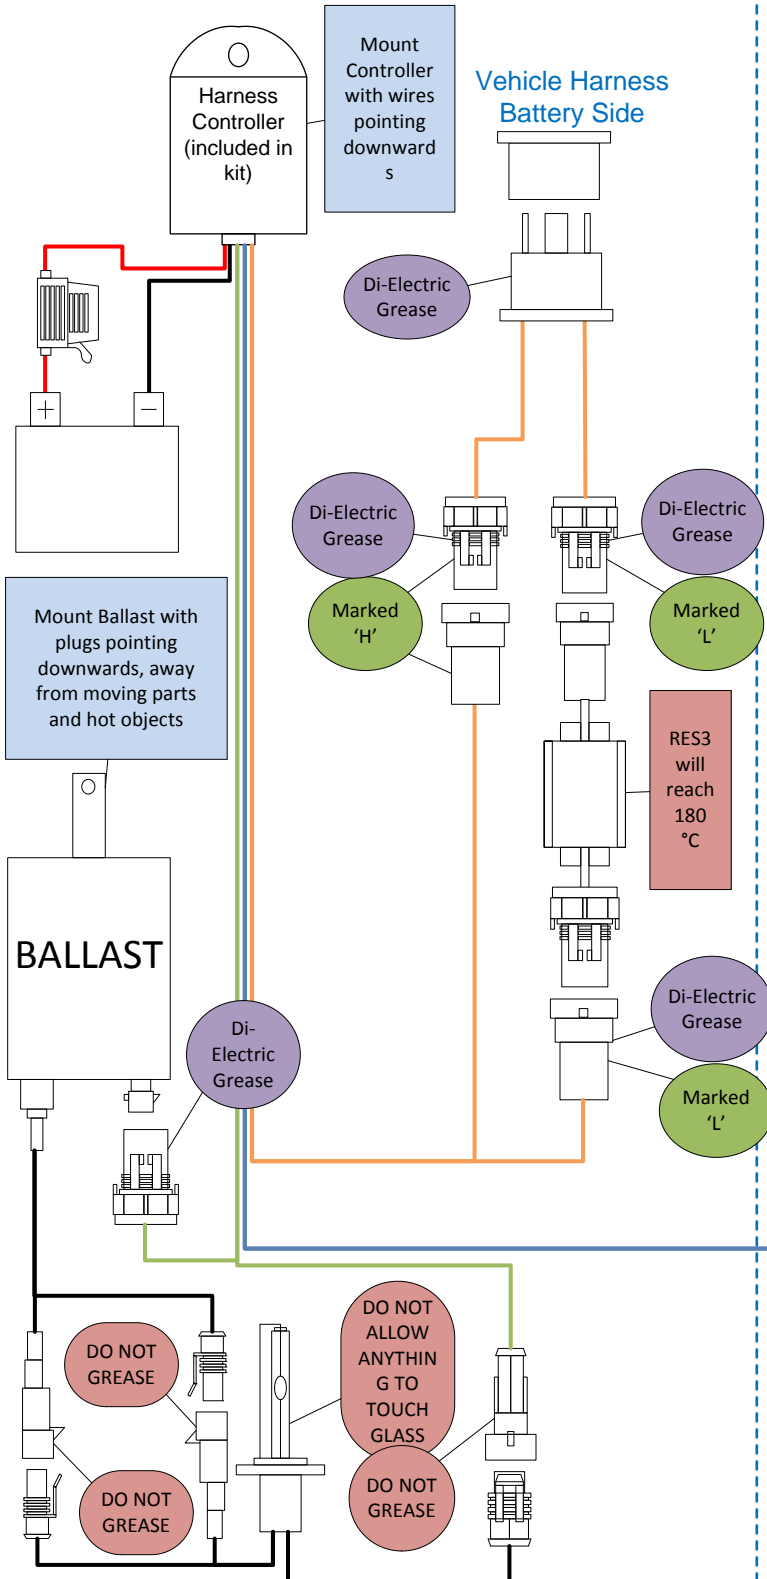 Harness
Controller
(included in
kit)
Mount
Controller
with wires
pointing
downward
s
Vehicle Harness
Battery Side
Di-Electric
Grease
+
−
Di-Electric
Grease
Di-Electric
Grease
Marked
‘H’
Marked
‘L’
Mount Ballast with
plugs pointing
downwards, away
from moving parts
and hot objects
RES3
will
reach
180
°C
BALLAST
Di-Electric
Grease
Di-
Electric
Grease
Marked
‘L’
DO NOT
GREASE
DO NOT
ALLOW
ANYTHIN
G TO
TOUCH
GLASS
DO NOT
GREASE
DO NOT
GREASE